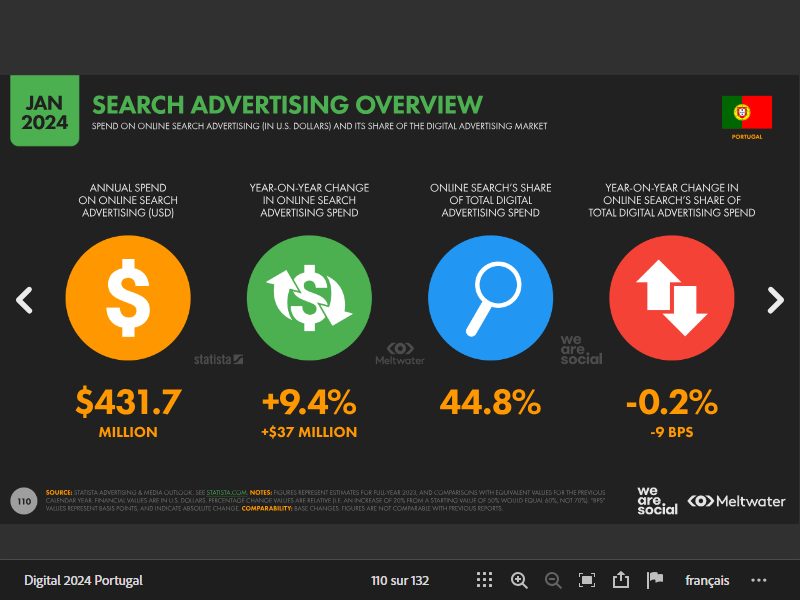 JAN
2024
SEARCH ADVERTISING OVERVIEW
SPEND ON ONLINE SEARCH ADVERTISING (IN U.S. DOLLARS) AND ITS SHARE OF THE DIGITAL ADVERTISING MARKET
PORTUGAL
ANNUAL SPEND
ON ONLINE SEARCH
ADVERTISING (USD)
YEAR-ON-YEAR CHANGE
IN ONLINE SEARCH
ADVERTISING SPEND
ONLINE SEARCH'S SHARE
OF TOTAL DIGITAL
ADVERTISING SPEND
YEAR-ON-YEAR CHANGE IN
ONLINE SEARCH'S SHARE OF
TOTAL DIGITAL ADVERTISING SPEND
statista
Meltwater
we
are.
social
$431.7
MILLION
+9.4%
+$37 MILLION
44.8%
-0.2%
-9 BPS
110
SOURCE: STATISTA ADVERTISING & MEDIA OUTLOOK. SEE STATISTA.COM. NOTES: FIGURES REPRESENT ESTIMATES FOR FULL-YEAR 2023, AND COMPARISONS WITH EQUIVALENT VALUES FOR THE PREVIOUS
CALENDAR YEAR. FINANCIAL VALUES ARE IN U.S. DOLLARS. PERCENTAGE CHANGE VALUES ARE RELATIVE (I.E. AN INCREASE OF 20% FROM A STARTING VALUE OF 50% WOULD EQUAL 60%, NOT 70%). "BPS"
VALUES REPRESENT BASIS POINTS, AND INDICATE ABSOLUTE CHANGE. COMPARABILITY: BASE CHANGES. FIGURES ARE NOT COMPARABLE WITH PREVIOUS REPORTS.
we
are.
social
Meltwater
Digital 2024 Portugal
110 sur 132
français